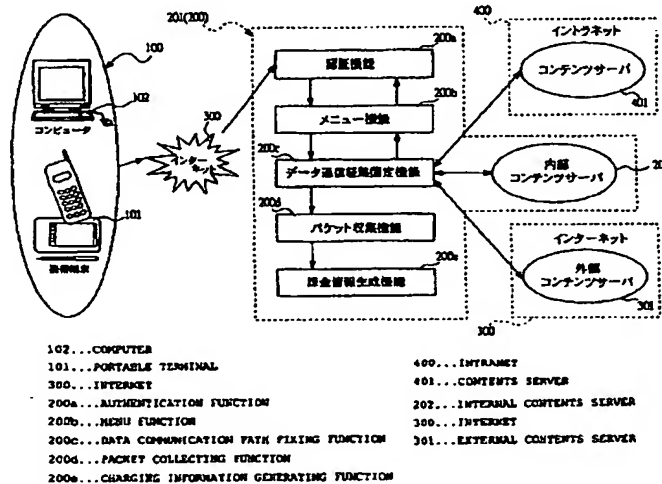 201(200)
200a
400
100
認証機能
イントラネット
コンテンツサーバ
401
102
コンピュータ
200b
メニュー機能
300
インターネット
200c
データ通信経路固定機能
内部
コンテンツサーバ
20
200d
パケット収集機能
101
携帯端末
200e
課金情報生成機能
インターネット
外部
コンテンツサーバ
301
300
102...COMPUTER
101...PORTABLE TERMINAL
300...INTERNET
200a...AUTHENTICATION FUNCTION
200b...MENU FUNCTION
200c...DATA COMMUNICATION PATH FIXING FUNCTION
200d...PACKET COLLECTING FUNCTION
200e...CHARGING INFORMATION GENERATING FUNCTION
400...INTRANET
401...CONTENTS SERVER
202...INTERNAL CONTENTS SERVER
300...INTERNET
301...EXTERNAL CONTENTS SERVER